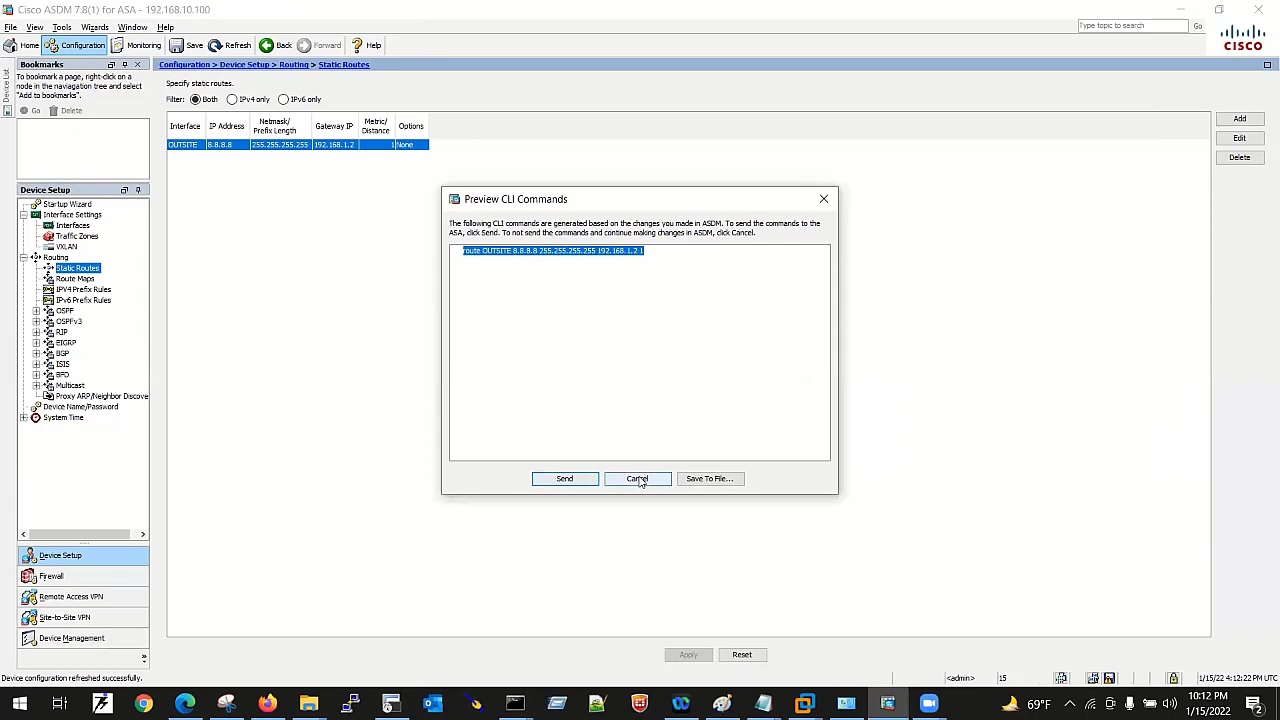 Cisco ASDM 7.8(1) for ASA - 192.168.10.100
File View Tools Wizards Window Help
Type topic to search Go
Home Configuration Monitoring Save Refresh Back Forward Help
CISCO
Device List
Bookmarks
To bookmark a page, right-click on a
node in the navigation tree and select
"Add to bookmarks".
Go Delete
Configuration > Device Setup > Routing > Static Routes
Specify static routes.
Filter: Both IPv4 only IPv6 only
Interface IP Address Netmask/ Prefix Length Gateway IP Metric/ Distance Options
OUTSITE 8.8.8.8 255.255.255.255 192.168.1.2 1 None
Add
Edit
Delete
Device Setup
Startup Wizard
Interface Settings
Interfaces
Traffic Zones
VXLAN
Routing
Static Routes
Route Maps
IPV4 Prefix Rules
IPv6 Prefix Rules
OSPF
OSPFv3
RIP
EIGRP
BGP
ISIS
BFD
Multicast
Proxy ARP/Neighbor Discove
Device Name/Password
System Time
Device Setup
Firewall
Remote Access VPN
Site-to-Site VPN
Device Management
Preview CLI Commands
The following CLI commands are generated based on the changes you made in ASDM. To send the commands to the
ASA, click Send. To not send the commands and continue making changes in ASDM, click Cancel.
route OUTSITE 8.8.8.8 255.255.255.255 192.168.1.2 1
Send Cancel Save To File...
Apply Reset
Device configuration refreshed successfully.
<admin> 15 1/15/22 4:12:22 PM UTC
69°F
10:12 PM
1/15/2022
2